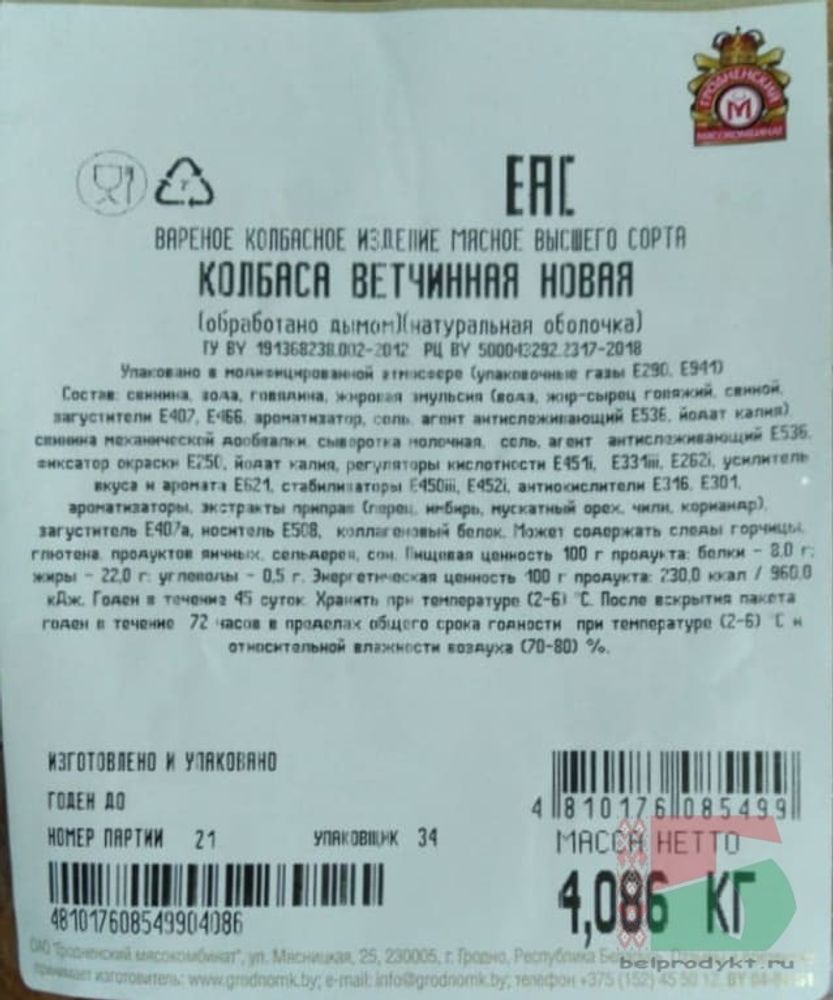 ГРОДНЕНСКИЙ
М
МЯСОКОМБИНАТ
7
ЕАС
ВАРЕНОЕ КОЛБАСНОЕ ИЗДЕЛИЕ МЯСНОЕ ВЫСШЕГО СОРТА
КОЛБАСА ВЕТЧИННАЯ НОВАЯ
(обработано дымом)(натуральная оболочка)
ТУ BY 191368238.002-2012 РЦ BY 500043292.2317-2018
Упаковано в модифицированной атмосфере (упаковочные газы Е290, Е941)
Состав: свинина, вода, говядина, жировая эмульсия (вода, жир-сырец говяжий, свиной,
загустители Е407, Е466, ароматизатор, соль, агент антислеживающий Е536, йодат калия),
свинина механической дообвалки, сыворотка молочная, соль, агент антислеживающий Е536,
фиксатор окраски Е250, йодат калия, регуляторы кислотности Е451i, Е331iii, Е262i, усилитель
вкуса и аромата Е621, стабилизаторы Е450iii, Е452i, антиокислители Е316, Е301,
ароматизаторы, экстракты приправ (перец, имбирь, мускатный орех, чили, кориандр),
загуститель Е407а, носитель Е508, коллагеновый белок. Может содержать следы горчицы,
глютена, продуктов яичных, сельдерея, сои. Пищевая ценность 100 г продукта: белки - 8,0 г;
жиры - 22,0 г; углеводы - 0,5 г. Энергетическая ценность 100 г продукта: 230,0 ккал / 960,0
кДж. Годен в течение 45 суток. Хранить при температуре (2-6) °С. После вскрытия пакета
годен в течение 72 часов в пределах общего срока годности при температуре (2-6) °С и
относительной влажности воздуха (70-80) %.
ИЗГОТОВЛЕНО И УПАКОВАНО
ГОДЕН ДО
НОМЕР ПАРТИИ 21 УПАКОВЩИК 34
481017608549904086
4 810176 085499
МАССА НЕТТО
4,086 КГ
ОАО "Гродненский мясокомбинат", ул. Мясницкая, 25, 230005, г. Гродно, Республика
принимает изготовитель: www.grodnomk.by; e-mail: info@grodnomk.by, телефон +375 (152) 45 50 12,
belprodykt.ru